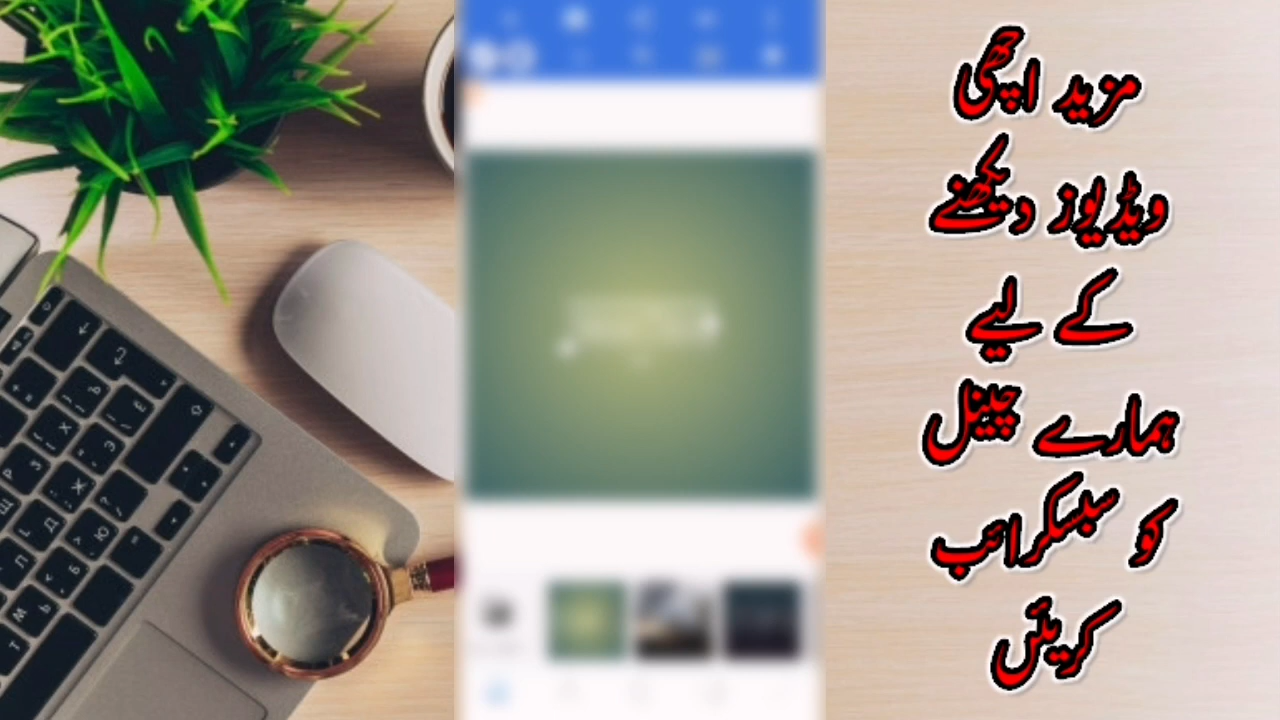 مزید اچھی
ویڈیوز دیکھنے
کے لیے
ہمارے چینل
کو سبسکرائب
کریئں